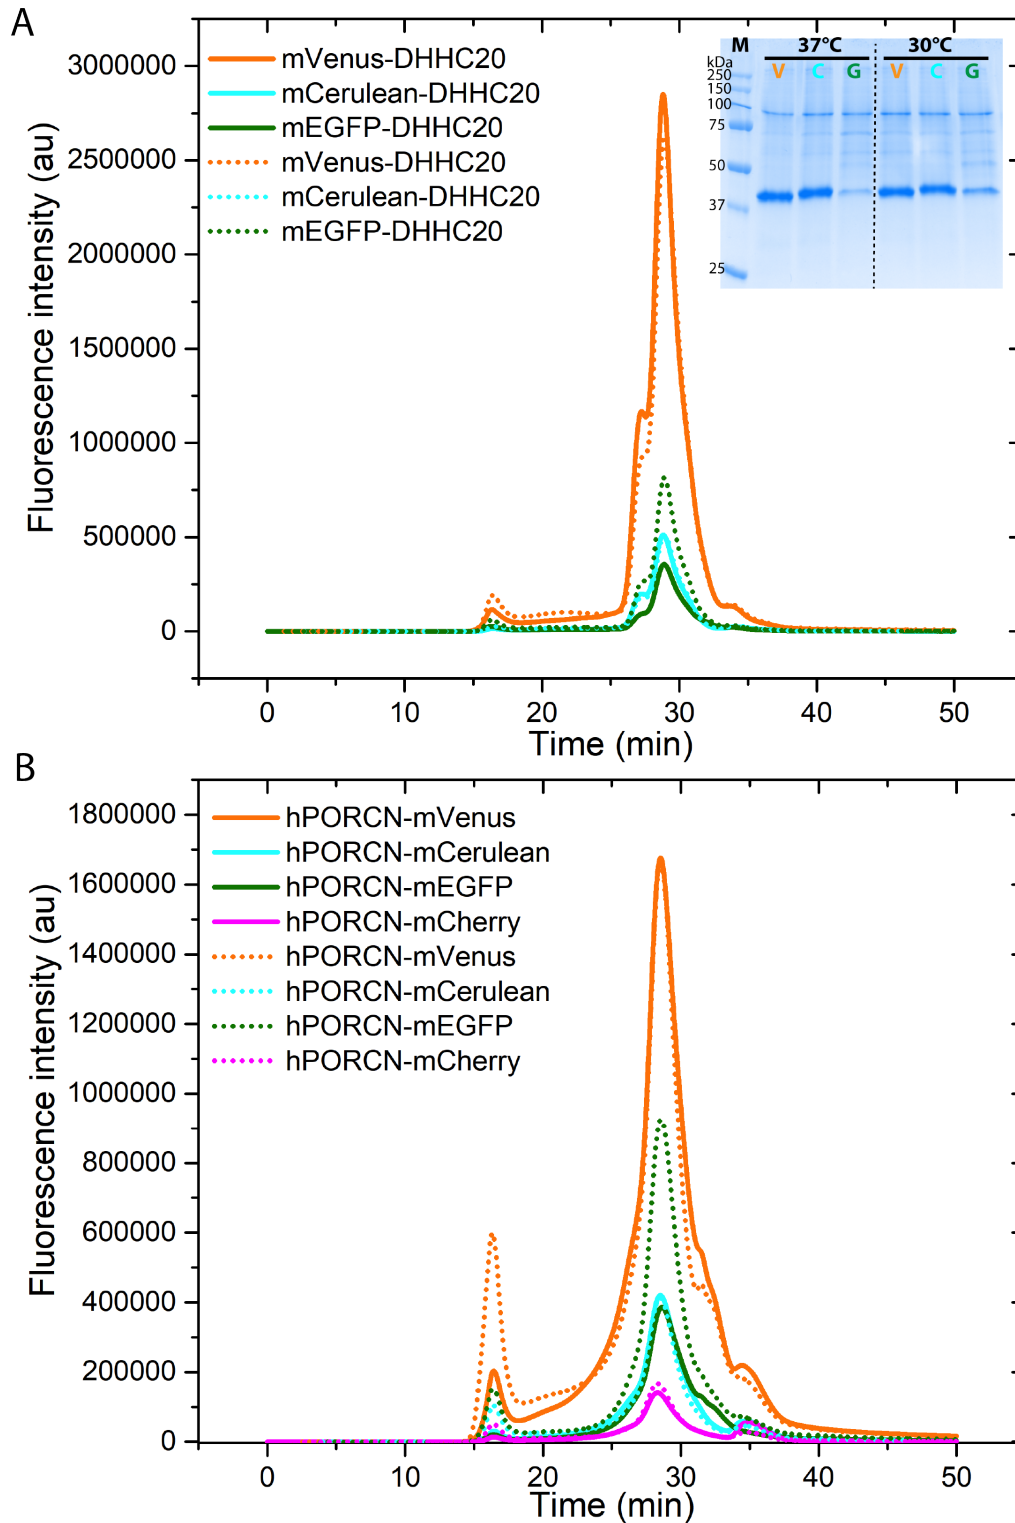 A
mVenus-DHHC20
mCerulean-DHHC20
mEGFP-DHHC20
mVenus-DHHC20
mCerulean-DHHC20
mEGFP-DHHC20
M 37°C 30°C
kDa V C G V C G
250
150
100
75
50
37
25
Fluorescence intensity (au)
3000000
2500000
2000000
1500000
1000000
500000
0
0 10 20 30 40 50
Time (min)
B
hPORCN-mVenus
hPORCN-mCerulean
hPORCN-mEGFP
hPORCN-mCherry
hPORCN-mVenus
hPORCN-mCerulean
hPORCN-mEGFP
hPORCN-mCherry
Fluorescence intensity (au)
1800000
1600000
1400000
1200000
1000000
800000
600000
400000
200000
0
0 10 20 30 40 50
Time (min)